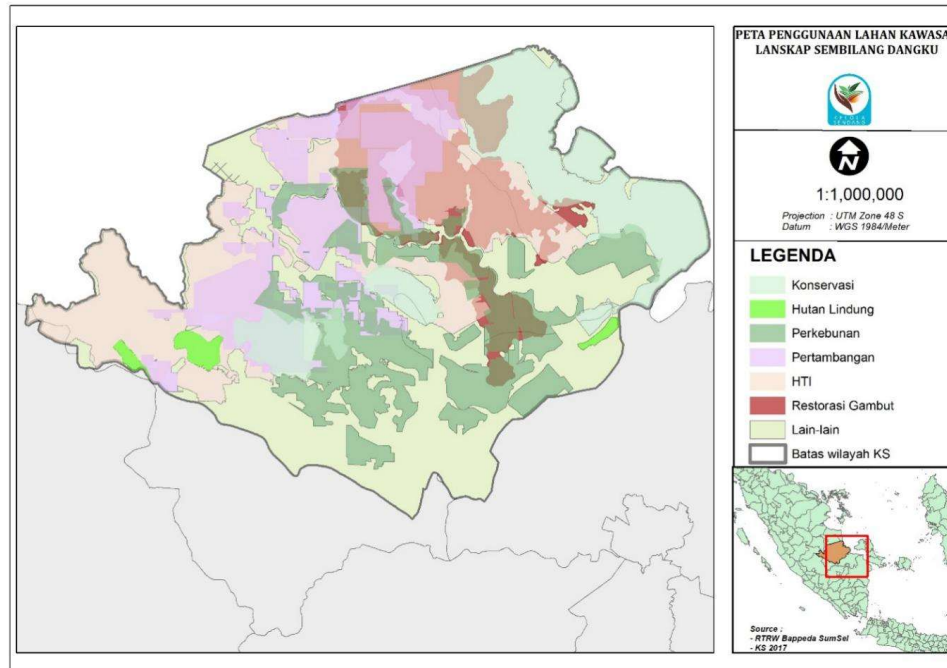 PETA PENGGUNAAN LAHAN KAWASA
LANSKAP SEMBILANG DANGKU
N
1:1,000,000
Projection : UTM Zone 48 S
Datum : WGS 1984/Meter
LEGENDA
Konservasi
Hutan Lindung
Perkebunan
Pertambangan
HTI
Restorasi Gambut
Lain-lain
Batas wilayah KS
Source :
- RTRW Bappeda SumSel
- KS 2017